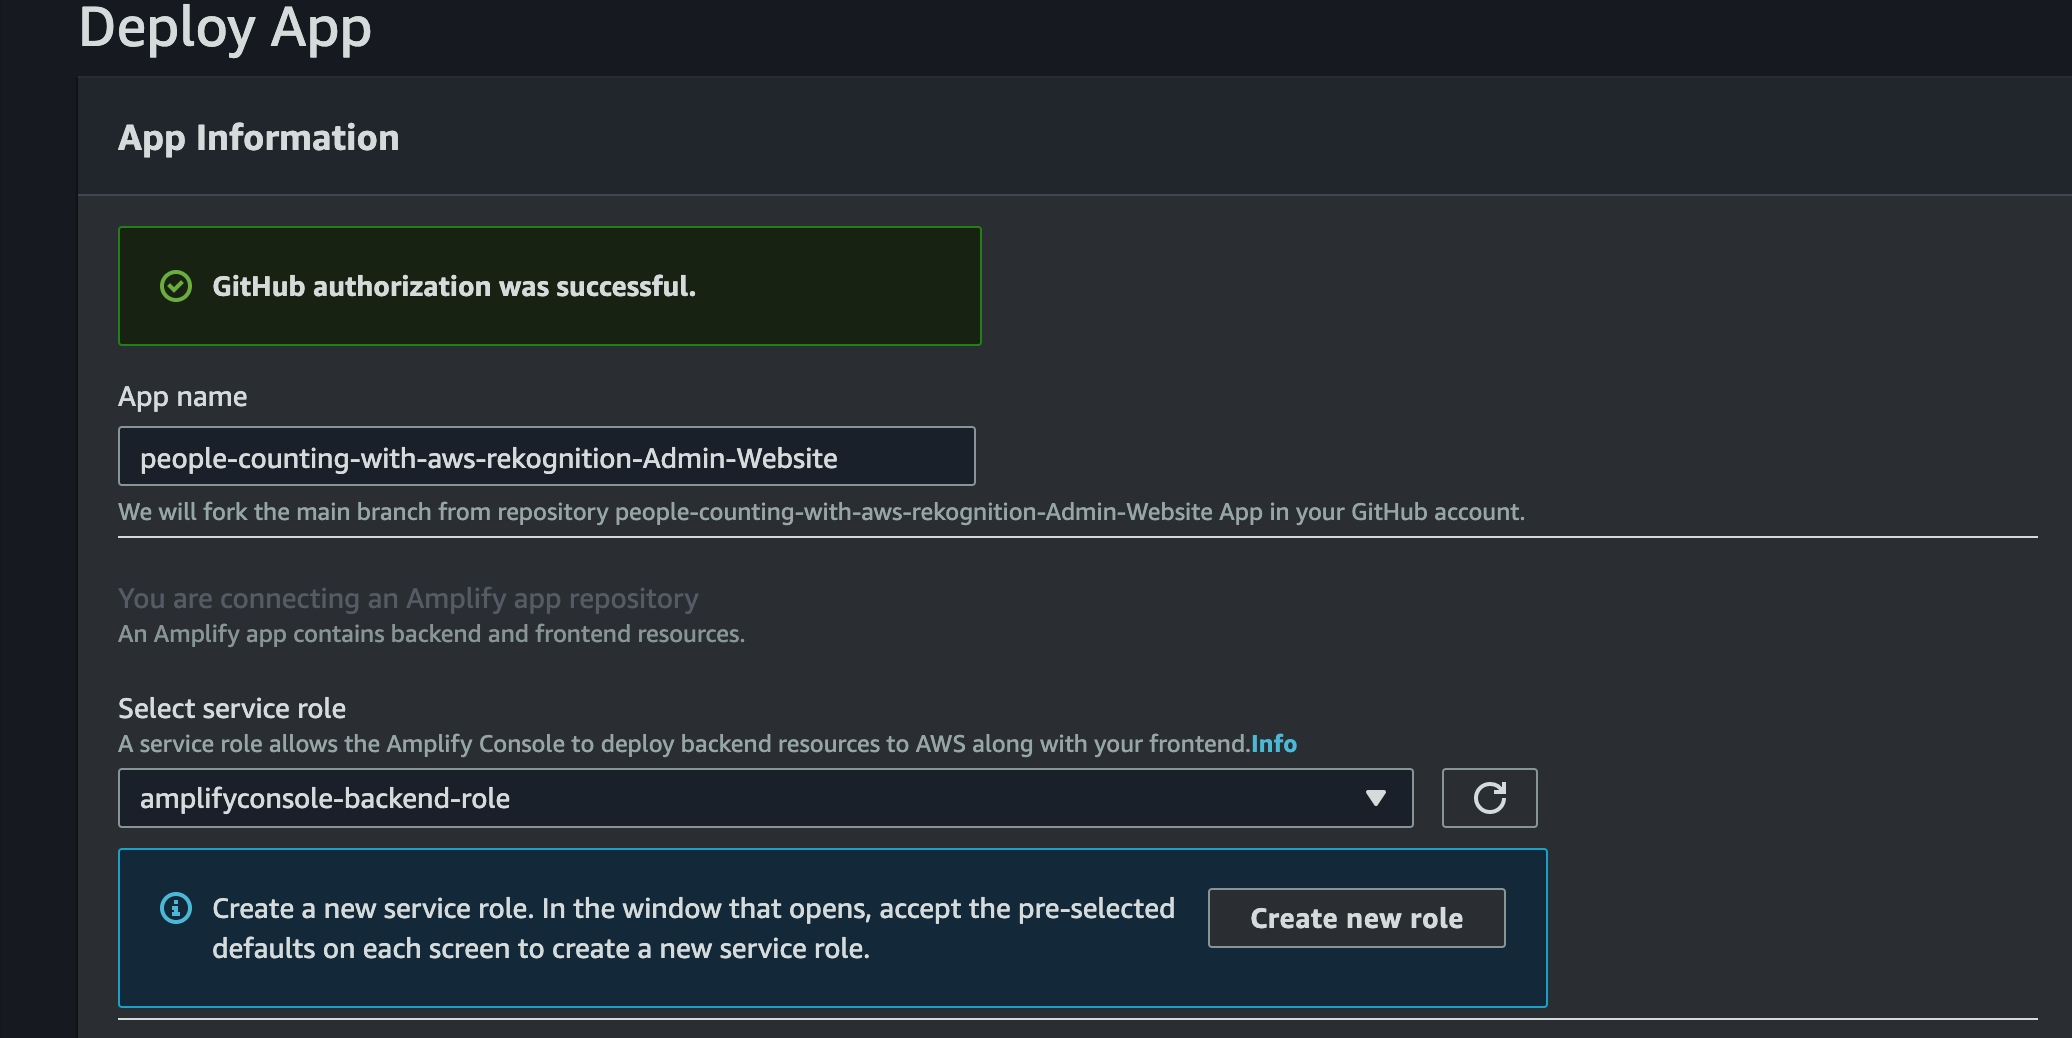 Deploy App
App Information
GitHub authorization was successful.
App name
people-counting-with-aws-rekognition-Admin-Website
We will fork the main branch from repository people-counting-with-aws-rekognition-Admin-Website App in your GitHub account.
You are connecting an Amplify app repository
An Amplify app contains backend and frontend resources.
Select service role
A service role allows the Amplify Console to deploy backend resources to AWS along with your frontend.Info
amplifyconsole-backend-role
Create a new service role. In the window that opens, accept the pre-selected
defaults on each screen to create a new service role.
Create new role